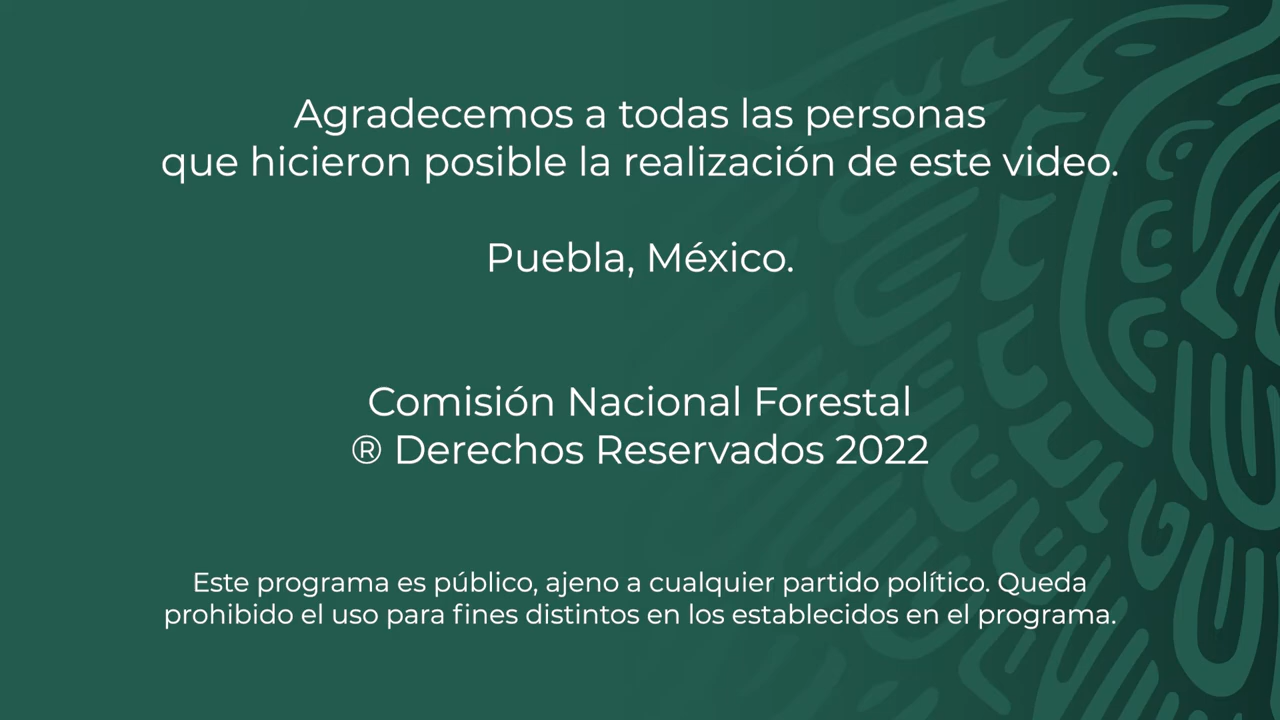 Agradecemos a todas las personas
que hicieron posible la realización de este video.
Puebla, México.
Comisión Nacional Forestal
® Derechos Reservados 2022
Este programa es público, ajeno a cualquier partido político. Queda
prohibido el uso para fines distintos en los establecidos en el programa.